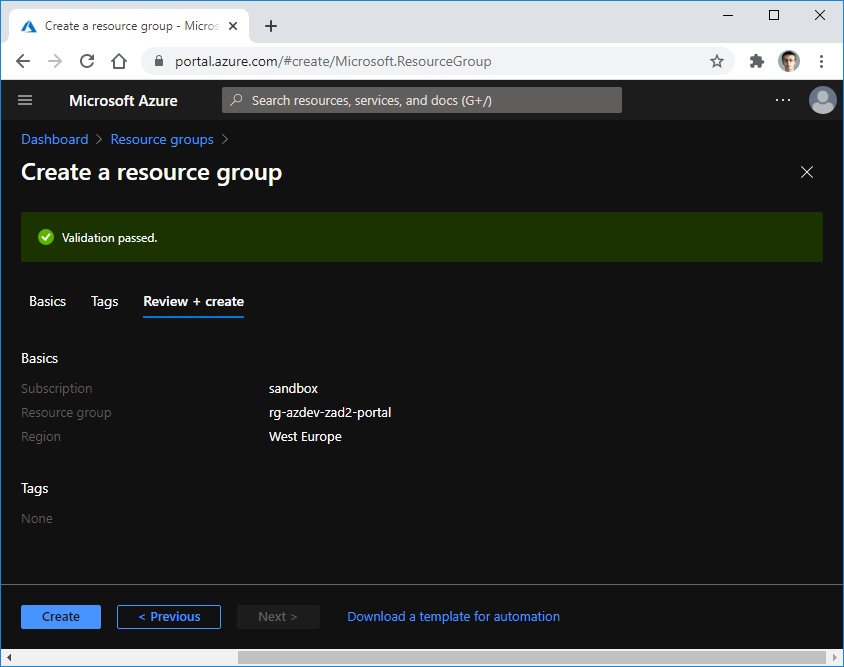 Create a resource group - Micros
portal.azure.com/#create/Microsoft.ResourceGroup
Microsoft Azure
Search resources, services, and docs (G+/)
Dashboard > Resource groups >
Create a resource group
Validation passed.
Basics Tags Review + create
Basics
Subscription sandbox
Resource group rg-azdev-zad2-portal
Region West Europe
Tags
None
Create < Previous Next > Download a template for automation